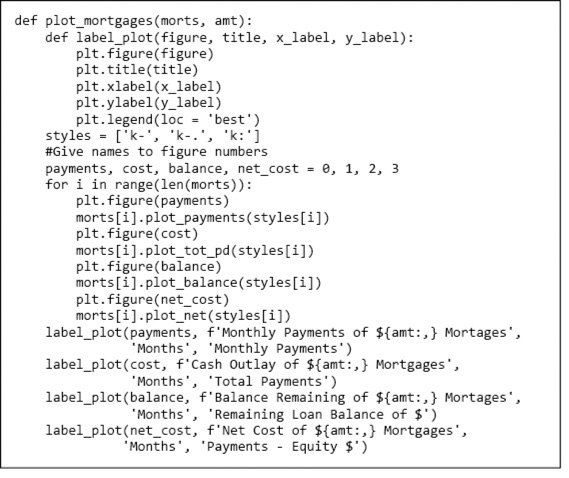 def plot_mortgages(morts, amt):
    def label_plot(figure, title, x_label, y_label):
        plt.figure(figure)
        plt.title(title)
        plt.xlabel(x_label)
        plt.ylabel(y_label)
        plt.legend(loc = 'best')
    styles = ['k-', 'k-.', 'k:']
    #Give names to figure numbers
    payments, cost, balance, net_cost = 0, 1, 2, 3
    for i in range(len(morts)):
        plt.figure(payments)
        morts[i].plot_payments(styles[i])
        plt.figure(cost)
        morts[i].plot_tot_pd(styles[i])
        plt.figure(balance)
        morts[i].plot_balance(styles[i])
        plt.figure(net_cost)
        morts[i].plot_net(styles[i])
    label_plot(payments, f'Monthly Payments of ${amt:,} Mortages',
               'Months', 'Monthly Payments')
    label_plot(cost, f'Cash Outlay of ${amt:,} Mortgages',
               'Months', 'Total Payments')
    label_plot(balance, f'Balance Remaining of ${amt:,} Mortages',
               'Months', 'Remaining Loan Balance of $')
    label_plot(net_cost, f'Net Cost of ${amt:,} Mortgages',
              'Months', 'Payments - Equity $')